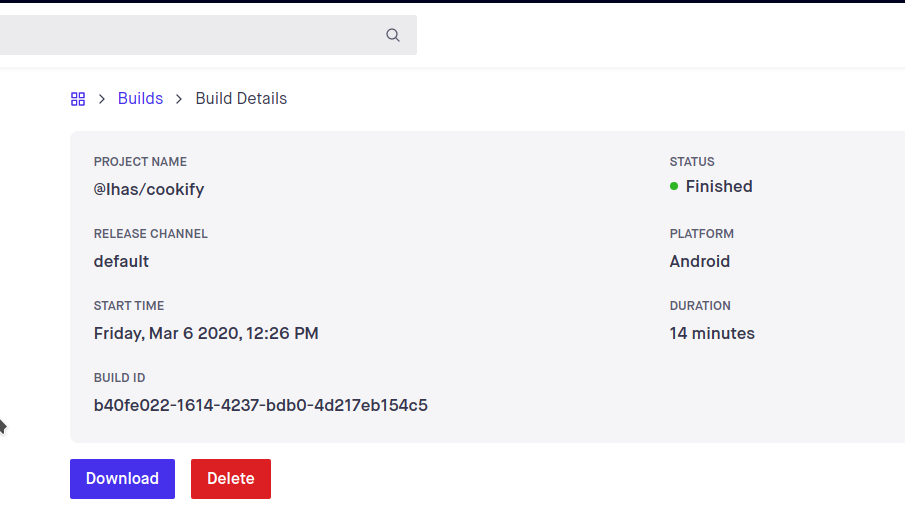 Builds > Build Details
PROJECT NAME
@lhas/cookify
STATUS
Finished
RELEASE CHANNEL
default
PLATFORM
Android
START TIME
Friday, Mar 6 2020, 12:26 PM
DURATION
14 minutes
BUILD ID
b40fe022-1614-4237-bdb0-4d217eb154c5
Download
Delete